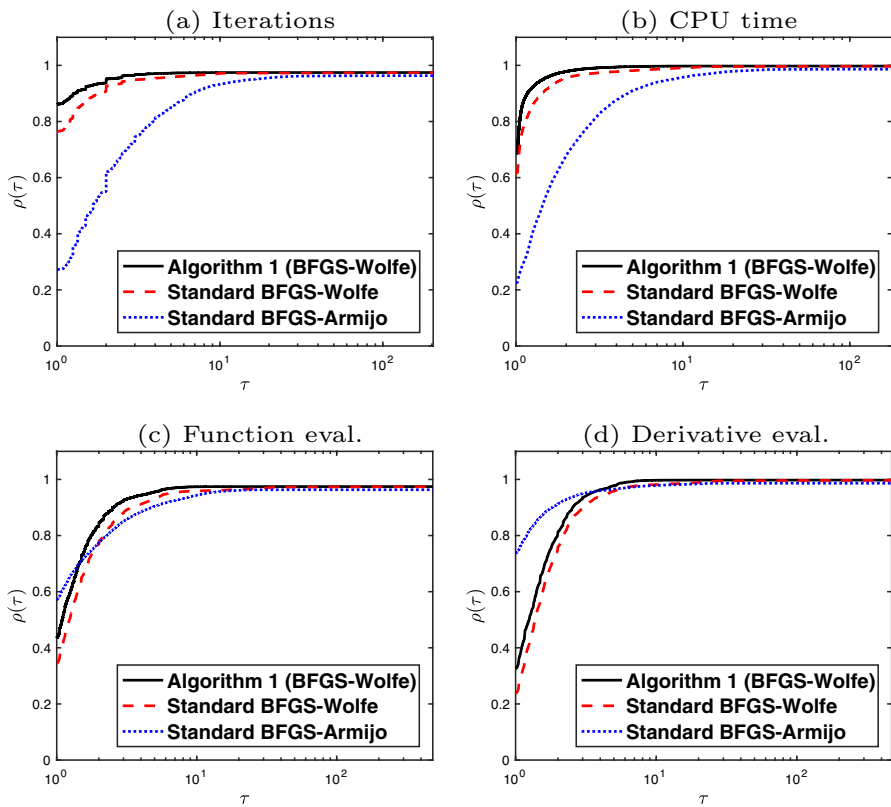 (a) Iterations
1
0.8
0.6
0.4
0.2
0
ρ(τ)
Algorithm 1 (BFGS-Wolfe)
Standard BFGS-Wolfe
Standard BFGS-Armijo
10^0
10^1
10^2
τ
(b) CPU time
1
0.8
0.6
0.4
0.2
0
ρ(τ)
Algorithm 1 (BFGS-Wolfe)
Standard BFGS-Wolfe
Standard BFGS-Armijo
10^0
10^1
10^2
τ
(c) Function eval.
1
0.8
0.6
0.4
0.2
0
ρ(τ)
Algorithm 1 (BFGS-Wolfe)
Standard BFGS-Wolfe
Standard BFGS-Armijo
10^0
10^1
10^2
τ
(d) Derivative eval.
1
0.8
0.6
0.4
0.2
0
ρ(τ)
Algorithm 1 (BFGS-Wolfe)
Standard BFGS-Wolfe
Standard BFGS-Armijo
10^0
10^1
10^2
τ